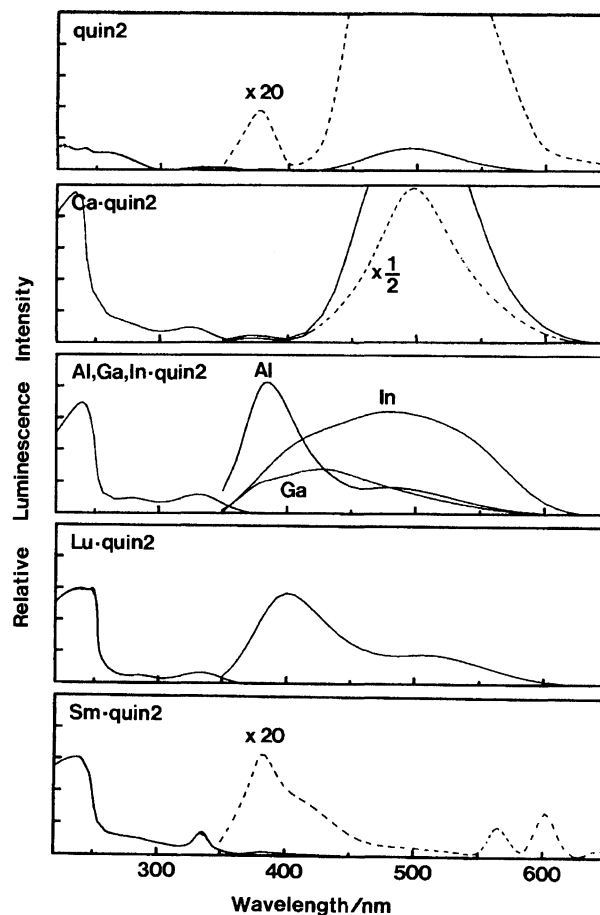 quin2
x 20
Ca·quin2
x 1/2
Al,Ga,In·quin2
Al
In
Ga
Lu·quin2
Sm·quin2
x 20
300
400
500
600
Wavelength/nm
Relative Luminescence Intensity